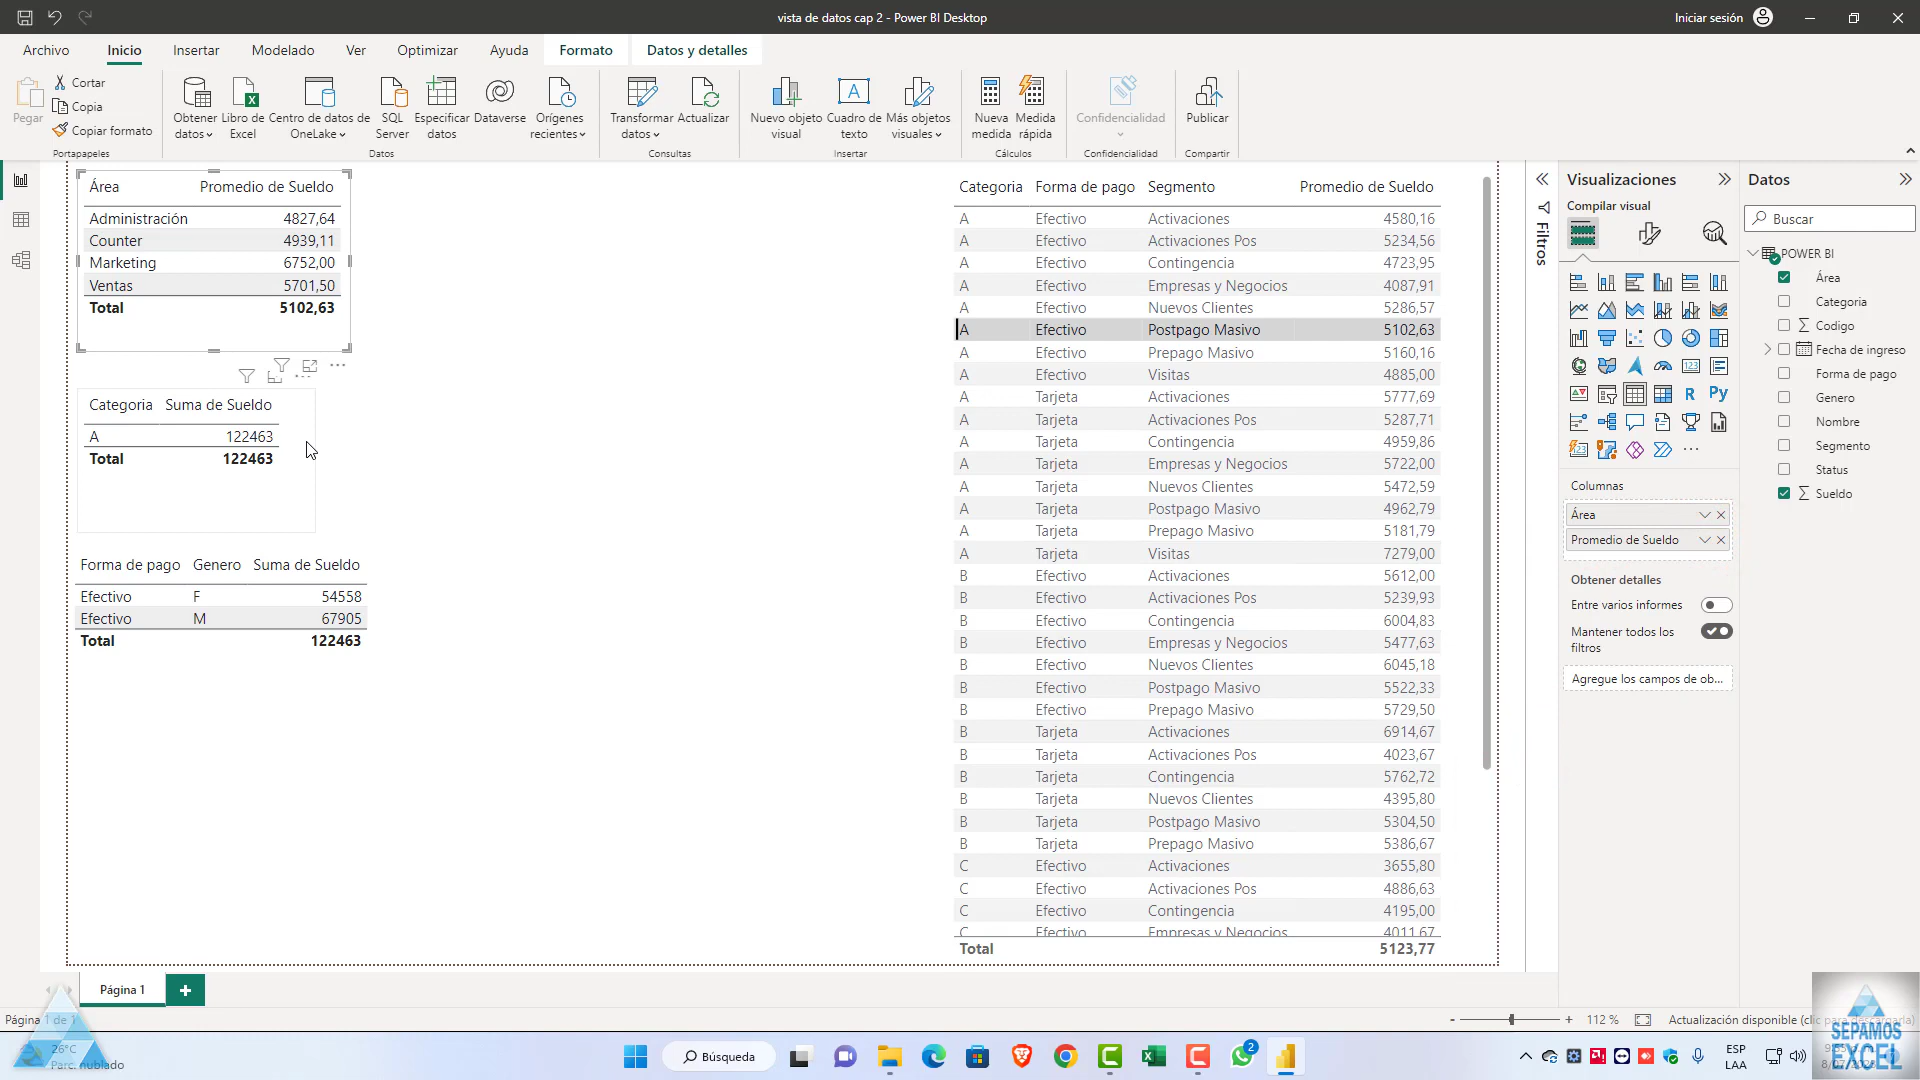 vista de datos cap 2 - Power BI Desktop
Iniciar sesión
Archivo
Inicio
Insertar
Modelado
Ver
Optimizar
Ayuda
Formato
Datos y detalles
Pegar
Cortar
Copia
Copiar formato
Portapapeles
Obtener datos
Libro de Excel
Centro de datos de OneLake
SQL Server
Especificar datos
Dataverse
Orígenes recientes
Datos
Transformar datos
Actualizar
Consultas
Nuevo objeto visual
Cuadro de texto
Más objetos visuales
Insertar
Nueva medida
Medida rápida
Cálculos
Confidencialidad
Confidencialidad
Publicar
Compartir
Área Promedio de Sueldo
Administración 4827,64
Counter 4939,11
Marketing 6752,00
Ventas 5701,50
Total 5102,63
Categoria Suma de Sueldo
A 122463
Total 122463
Forma de pago Genero Suma de Sueldo
Efectivo F 54558
Efectivo M 67905
Total 122463
Categoria Forma de pago Segmento Promedio de Sueldo
A Efectivo Activaciones 4580,16
A Efectivo Activaciones Pos 5234,56
A Efectivo Contingencia 4723,95
A Efectivo Empresas y Negocios 4087,91
A Efectivo Nuevos Clientes 5286,57
A Efectivo Postpago Masivo 5102,63
A Efectivo Prepago Masivo 5160,16
A Efectivo Visitas 4885,00
A Tarjeta Activaciones 5777,69
A Tarjeta Activaciones Pos 5287,71
A Tarjeta Contingencia 4959,86
A Tarjeta Empresas y Negocios 5722,00
A Tarjeta Nuevos Clientes 5472,59
A Tarjeta Postpago Masivo 4962,79
A Tarjeta Prepago Masivo 5181,79
A Tarjeta Visitas 7279,00
B Efectivo Activaciones 5612,00
B Efectivo Activaciones Pos 5239,93
B Efectivo Contingencia 6004,83
B Efectivo Empresas y Negocios 5477,63
B Efectivo Nuevos Clientes 6045,18
B Efectivo Postpago Masivo 5522,33
B Efectivo Prepago Masivo 5729,50
B Tarjeta Activaciones 6914,67
B Tarjeta Activaciones Pos 4023,67
B Tarjeta Contingencia 5762,72
B Tarjeta Nuevos Clientes 4395,80
B Tarjeta Postpago Masivo 5304,50
B Tarjeta Prepago Masivo 5386,67
C Efectivo Activaciones 3655,80
C Efectivo Activaciones Pos 4886,63
C Efectivo Contingencia 4195,00
C Efectivo Empresas y Negocios 4011,67
Total 5123,77
Filtros
Visualizaciones
Compilar visual
R
Py
123
Columnas
Área
Promedio de Sueldo
Obtener detalles
Entre varios informes
Mantener todos los
filtros
Agregue los campos de ob...
Datos
Buscar
POWER BI
Área
Categoria
Codigo
Fecha de ingreso
Forma de pago
Genero
Nombre
Segmento
Status
Sueldo
Página 1
Página 1 de 1
112 %
Actualización disponible (clic para descargarla)
26°C
Parc. nublado
Búsqueda
2
ESP
LAA
SEPAMOS
EXCEL